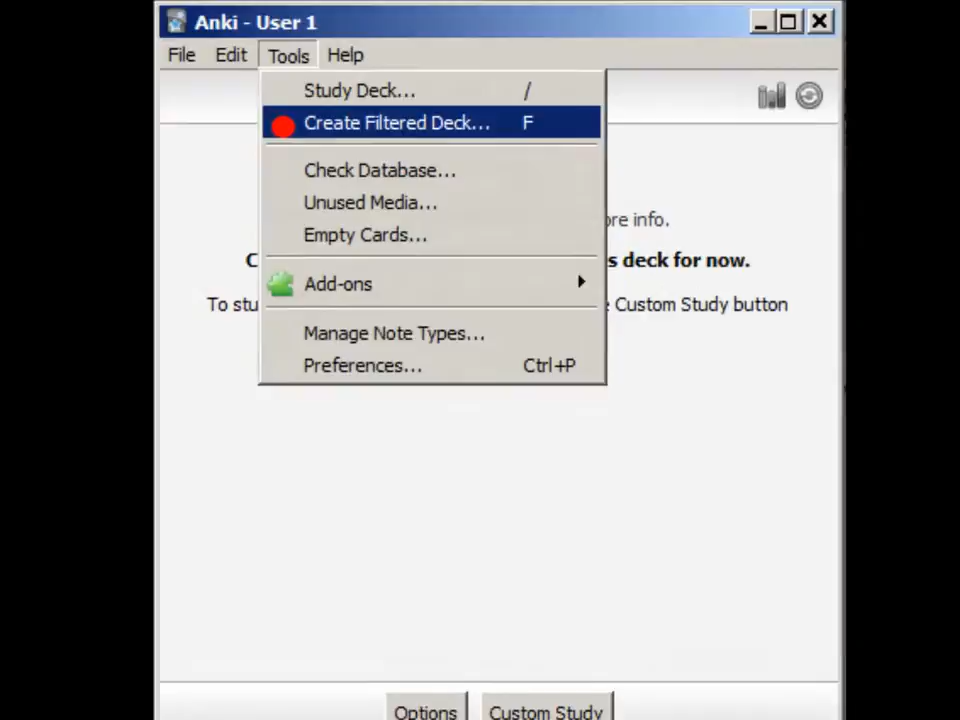 Anki - User 1
File Edit Tools Help
Study Deck... /
Create Filtered Deck... F
Check Database...
Unused Media...
Empty Cards...
Add-ons
Manage Note Types...
Preferences... Ctrl+P
ore info.
C s deck for now.
To stu Custom Study button
Options Custom Study